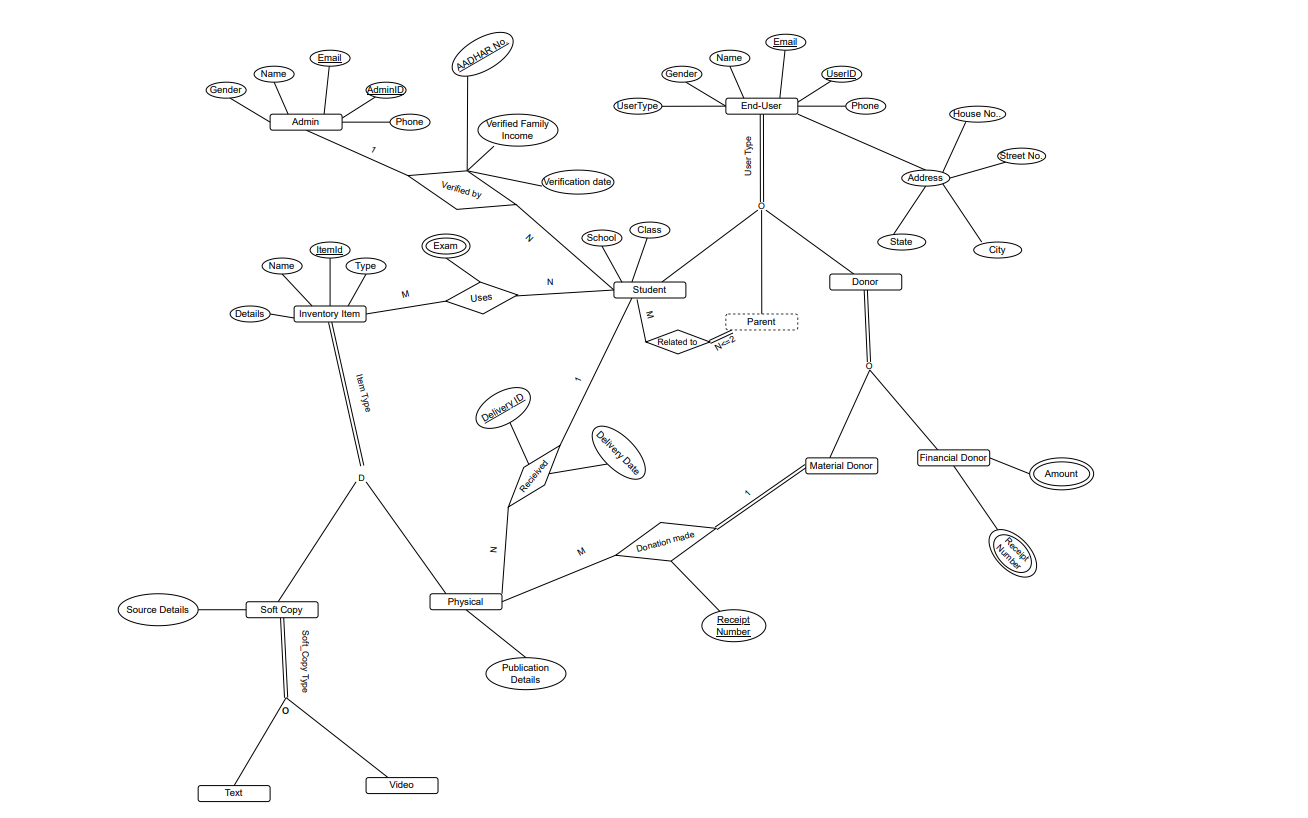 AADHAR No.
Email
Name
Gender
AdminID
Admin
Phone
1
Verified Family
Income
Verification date
Verified by
N
Email
Name
Gender
UserID
UserType
End-User
Phone
House No..
Street No.
Address
State
City
User Type
O
School
Class
Student
Exam
ItemId
Name
Type
Details
Inventory Item
M
Uses
N
Donor
Parent
M
Related to
N<=2
O
Item Type
1
Delivery ID
Delivery Date
Recieived
N
D
Material Donor
Financial Donor
Amount
Receipt
Number
1
Donation made
M
Receipt
Number
Source Details
Soft Copy
Physical
Publication
Details
Soft_Copy Type
O
Text
Video